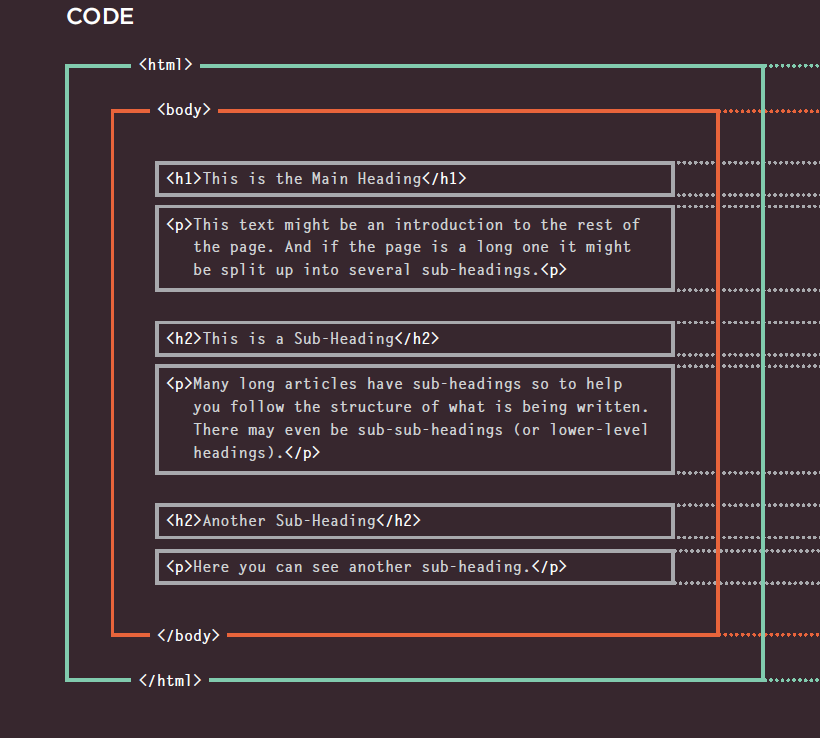 CODE
<html>
<body>
<h1>This is the Main Heading</h1>
<p>This text might be an introduction to the rest of
the page. And if the page is a long one it might
be split up into several sub-headings.<p>
<h2>This is a Sub-Heading</h2>
<p>Many long articles have sub-headings so to help
you follow the structure of what is being written.
There may even be sub-sub-headings (or lower-level
headings).</p>
<h2>Another Sub-Heading</h2>
<p>Here you can see another sub-heading.</p>
</body>
</html>